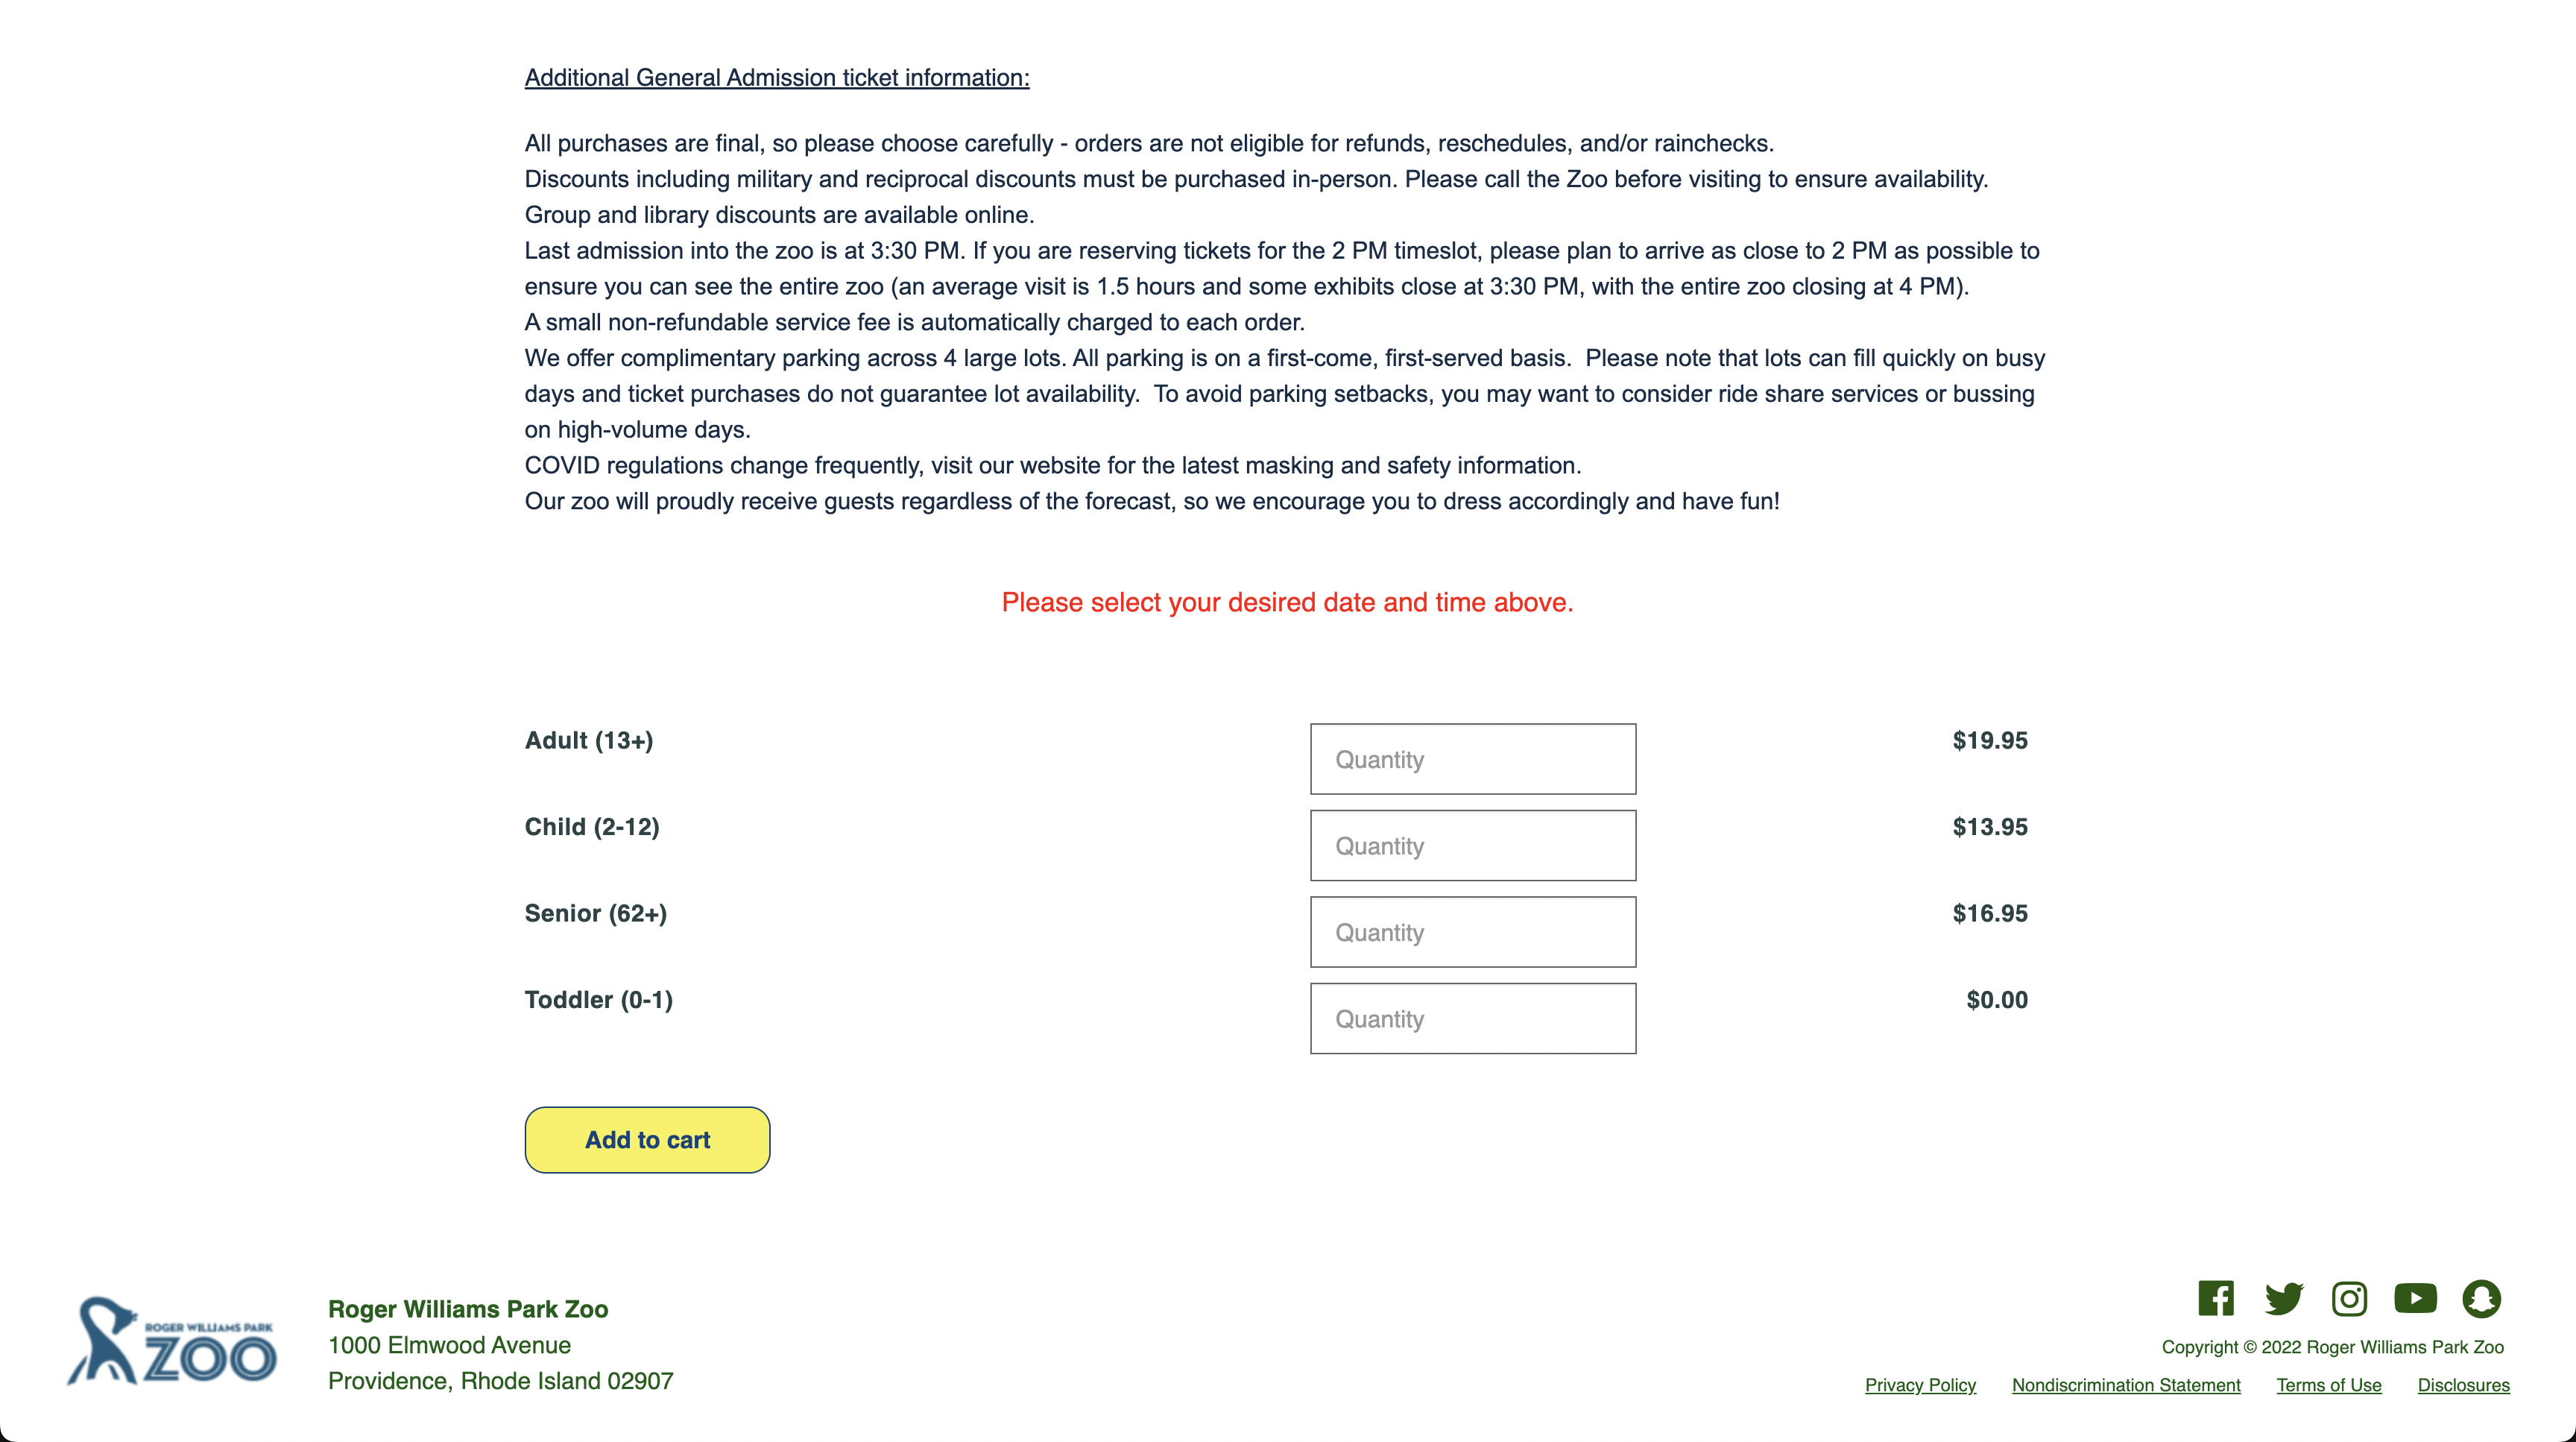 Additional General Admission ticket information:
All purchases are final, so please choose carefully - orders are not eligible for refunds, reschedules, and/or rainchecks.
Discounts including military and reciprocal discounts must be purchased in-person. Please call the Zoo before visiting to ensure availability.
Group and library discounts are available online.
Last admission into the zoo is at 3:30 PM. If you are reserving tickets for the 2 PM timeslot, please plan to arrive as close to 2 PM as possible to
ensure you can see the entire zoo (an average visit is 1.5 hours and some exhibits close at 3:30 PM, with the entire zoo closing at 4 PM).
A small non-refundable service fee is automatically charged to each order.
We offer complimentary parking across 4 large lots. All parking is on a first-come, first-served basis.  Please note that lots can fill quickly on busy
days and ticket purchases do not guarantee lot availability.  To avoid parking setbacks, you may want to consider ride share services or bussing
on high-volume days.
COVID regulations change frequently, visit our website for the latest masking and safety information.
Our zoo will proudly receive guests regardless of the forecast, so we encourage you to dress accordingly and have fun!
Please select your desired date and time above.
Adult (13+) Quantity $19.95
Child (2-12) Quantity $13.95
Senior (62+) Quantity $16.95
Toddler (0-1) Quantity $0.00
Add to cart
ROGER WILLIAMS PARK
ZOO
Roger Williams Park Zoo
1000 Elmwood Avenue
Providence, Rhode Island 02907
Copyright © 2022 Roger Williams Park Zoo
Privacy Policy Nondiscrimination Statement Terms of Use Disclosures